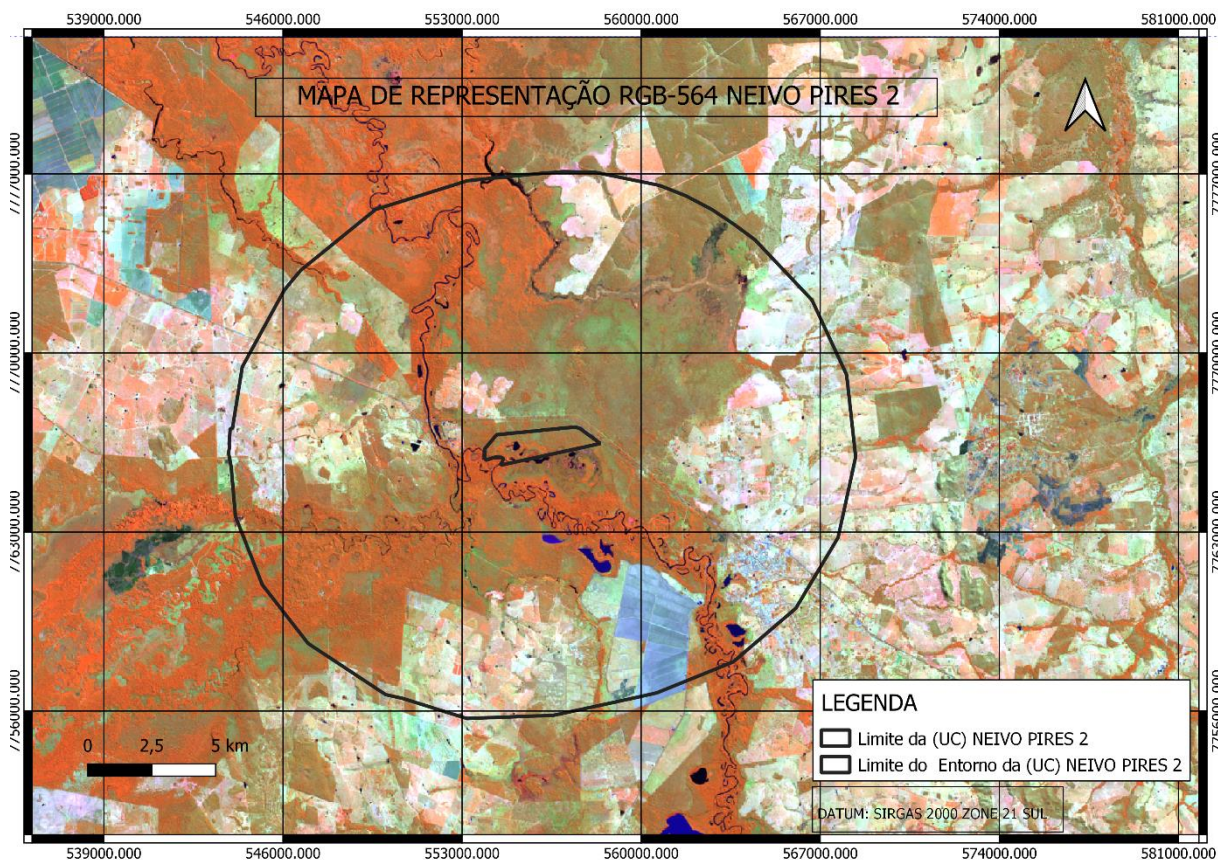 539000.000 546000.000 553000.000 560000.000 567000.000 574000.000 581000.000
MAPA DE REPRESENTAÇÃO RGB-564 NEIVO PIRES 2
7777000.000 7777000.000
7770000.000 7770000.000
7763000.000 7763000.000
7756000.000 7756000.000
LEGENDA
Limite da (UC) NEIVO PIRES 2
Limite do Entorno da (UC) NEIVO PIRES 2
0 2,5 5 km
DATUM: SIRGAS 2000 ZONE 21 SUL
539000.000 546000.000 553000.000 560000.000 567000.000 574000.000 581000.000